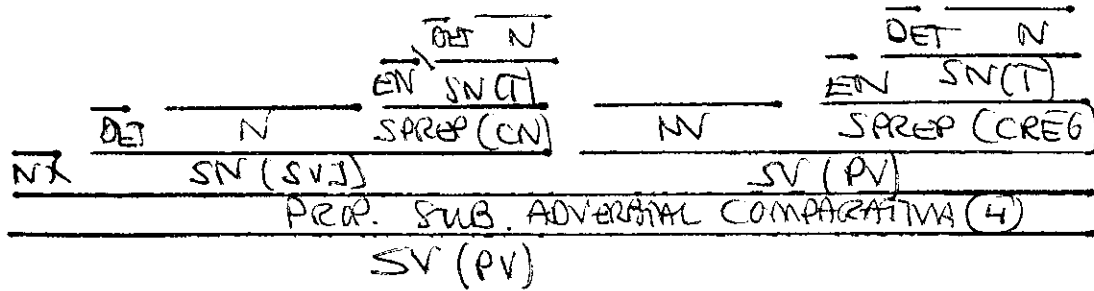 DET N DET N
EN SN(T) EN SN(T)
DET N SPREP (CN) NV SPREP (CREG
NX SN (SUJ) SV (PV)
PROP. SUB. ADVERBIAL COMPARATIVA (4)
SV (PV)